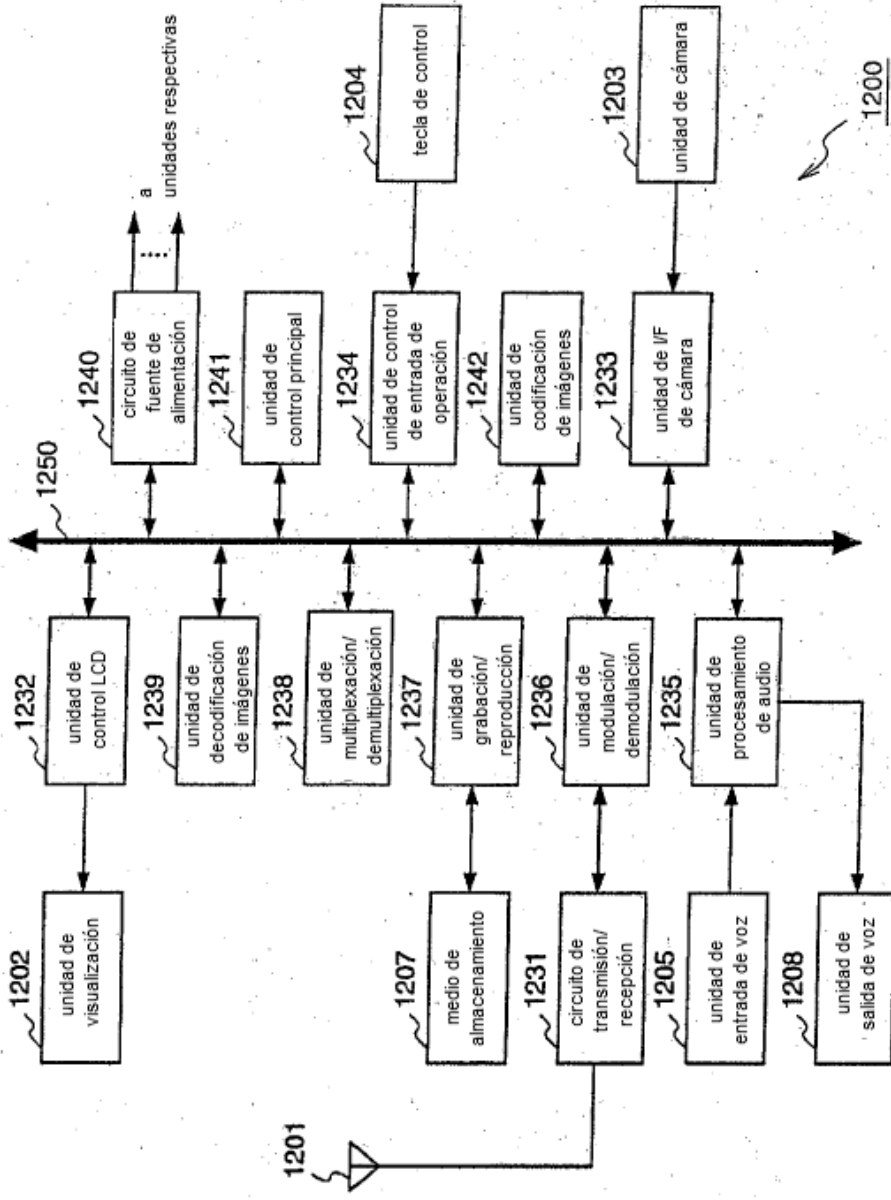 1250
1240
circuito de
fuente de
alimentación
a
unidades respectivas
1241
unidad de
control principal
1204
tecla de control
1234
unidad de control
de entrada de
operación
1242
unidad de
codificación
de imágenes
1203
unidad de cámara
1233
unidad de I/F
de cámara
1200
1202
unidad de
visualización
1232
unidad de
control LCD
1239
unidad de
decodificación
de imágenes
1238
unidad de
multiplexación/
demultiplexación
1207
medio de
almacenamiento
1237
unidad de
grabación/
reproducción
1201
1231
circuito de
transmisión/
recepción
1236
unidad de
modulación/
demodulación
1205
unidad de
entrada de voz
1235
unidad de
procesamiento
de audio
1208
unidad de
salida de voz